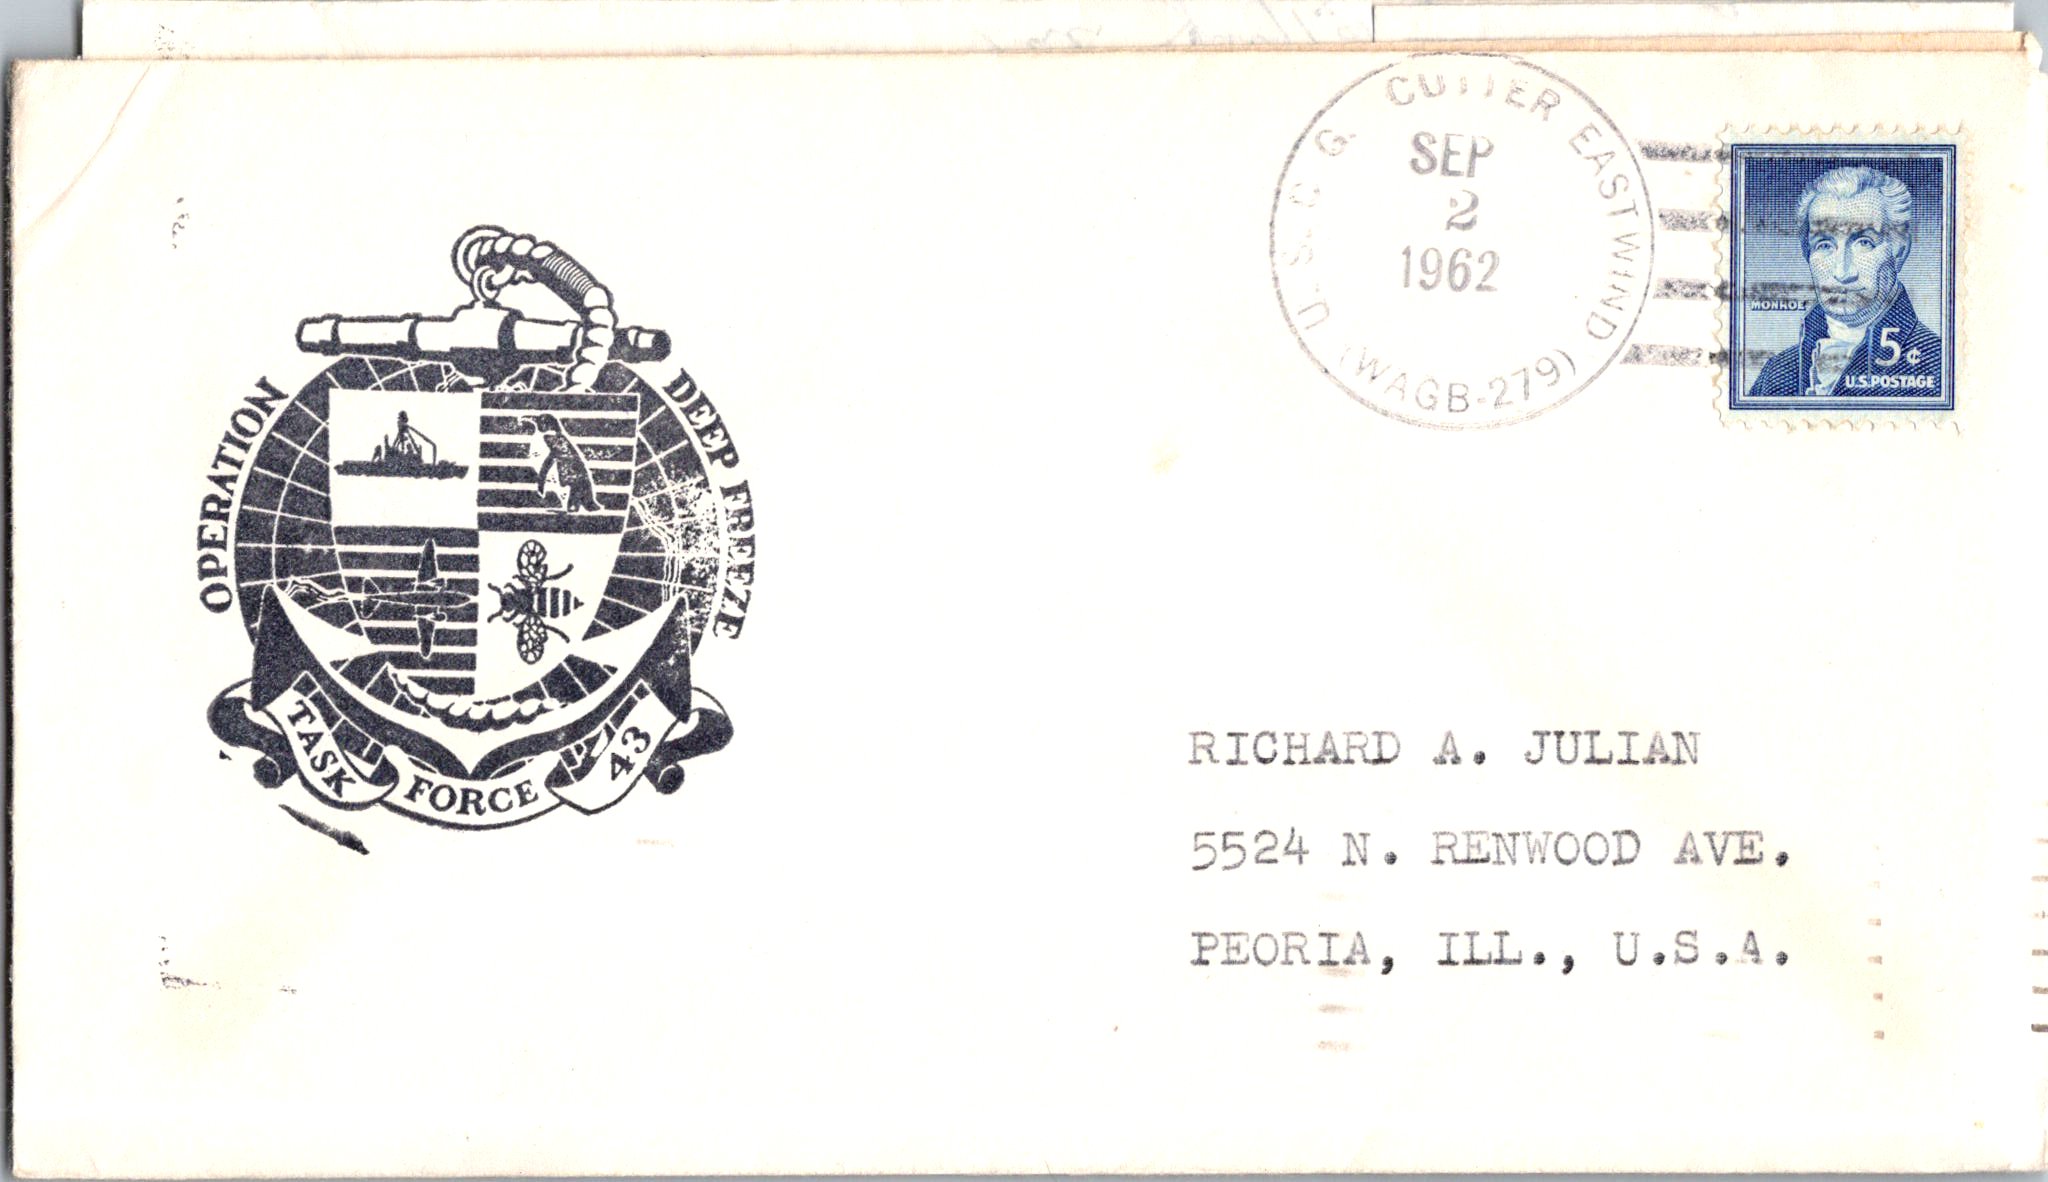 U.S.C.G. CUTTER EASTWIND
(WAGB-279)
SEP
2
1962
MONROE
5¢
U.S. POSTAGE
OPERATION DEEP FREEZE
TASK FORCE 43
RICHARD A. JULIAN
5524 N. RENWOOD AVE.
PEORIA, ILL., U.S.A.